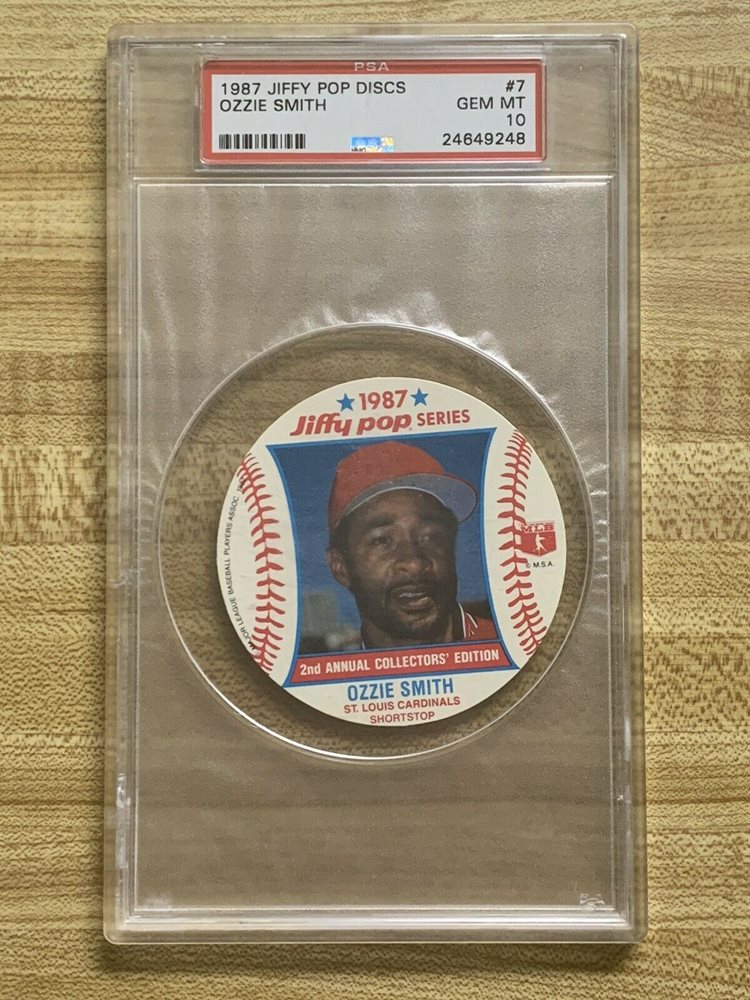 PSA
1987 JIFFY POP DISCS #7
OZZIE SMITH GEM MT
10
24649248
1987
Jiffy pop SERIES
MAJOR LEAGUE BASEBALL PLAYERS ASSOC.
MLB
© M.S.A.
2nd ANNUAL COLLECTORS' EDITION
OZZIE SMITH
ST. LOUIS CARDINALS
SHORTSTOP